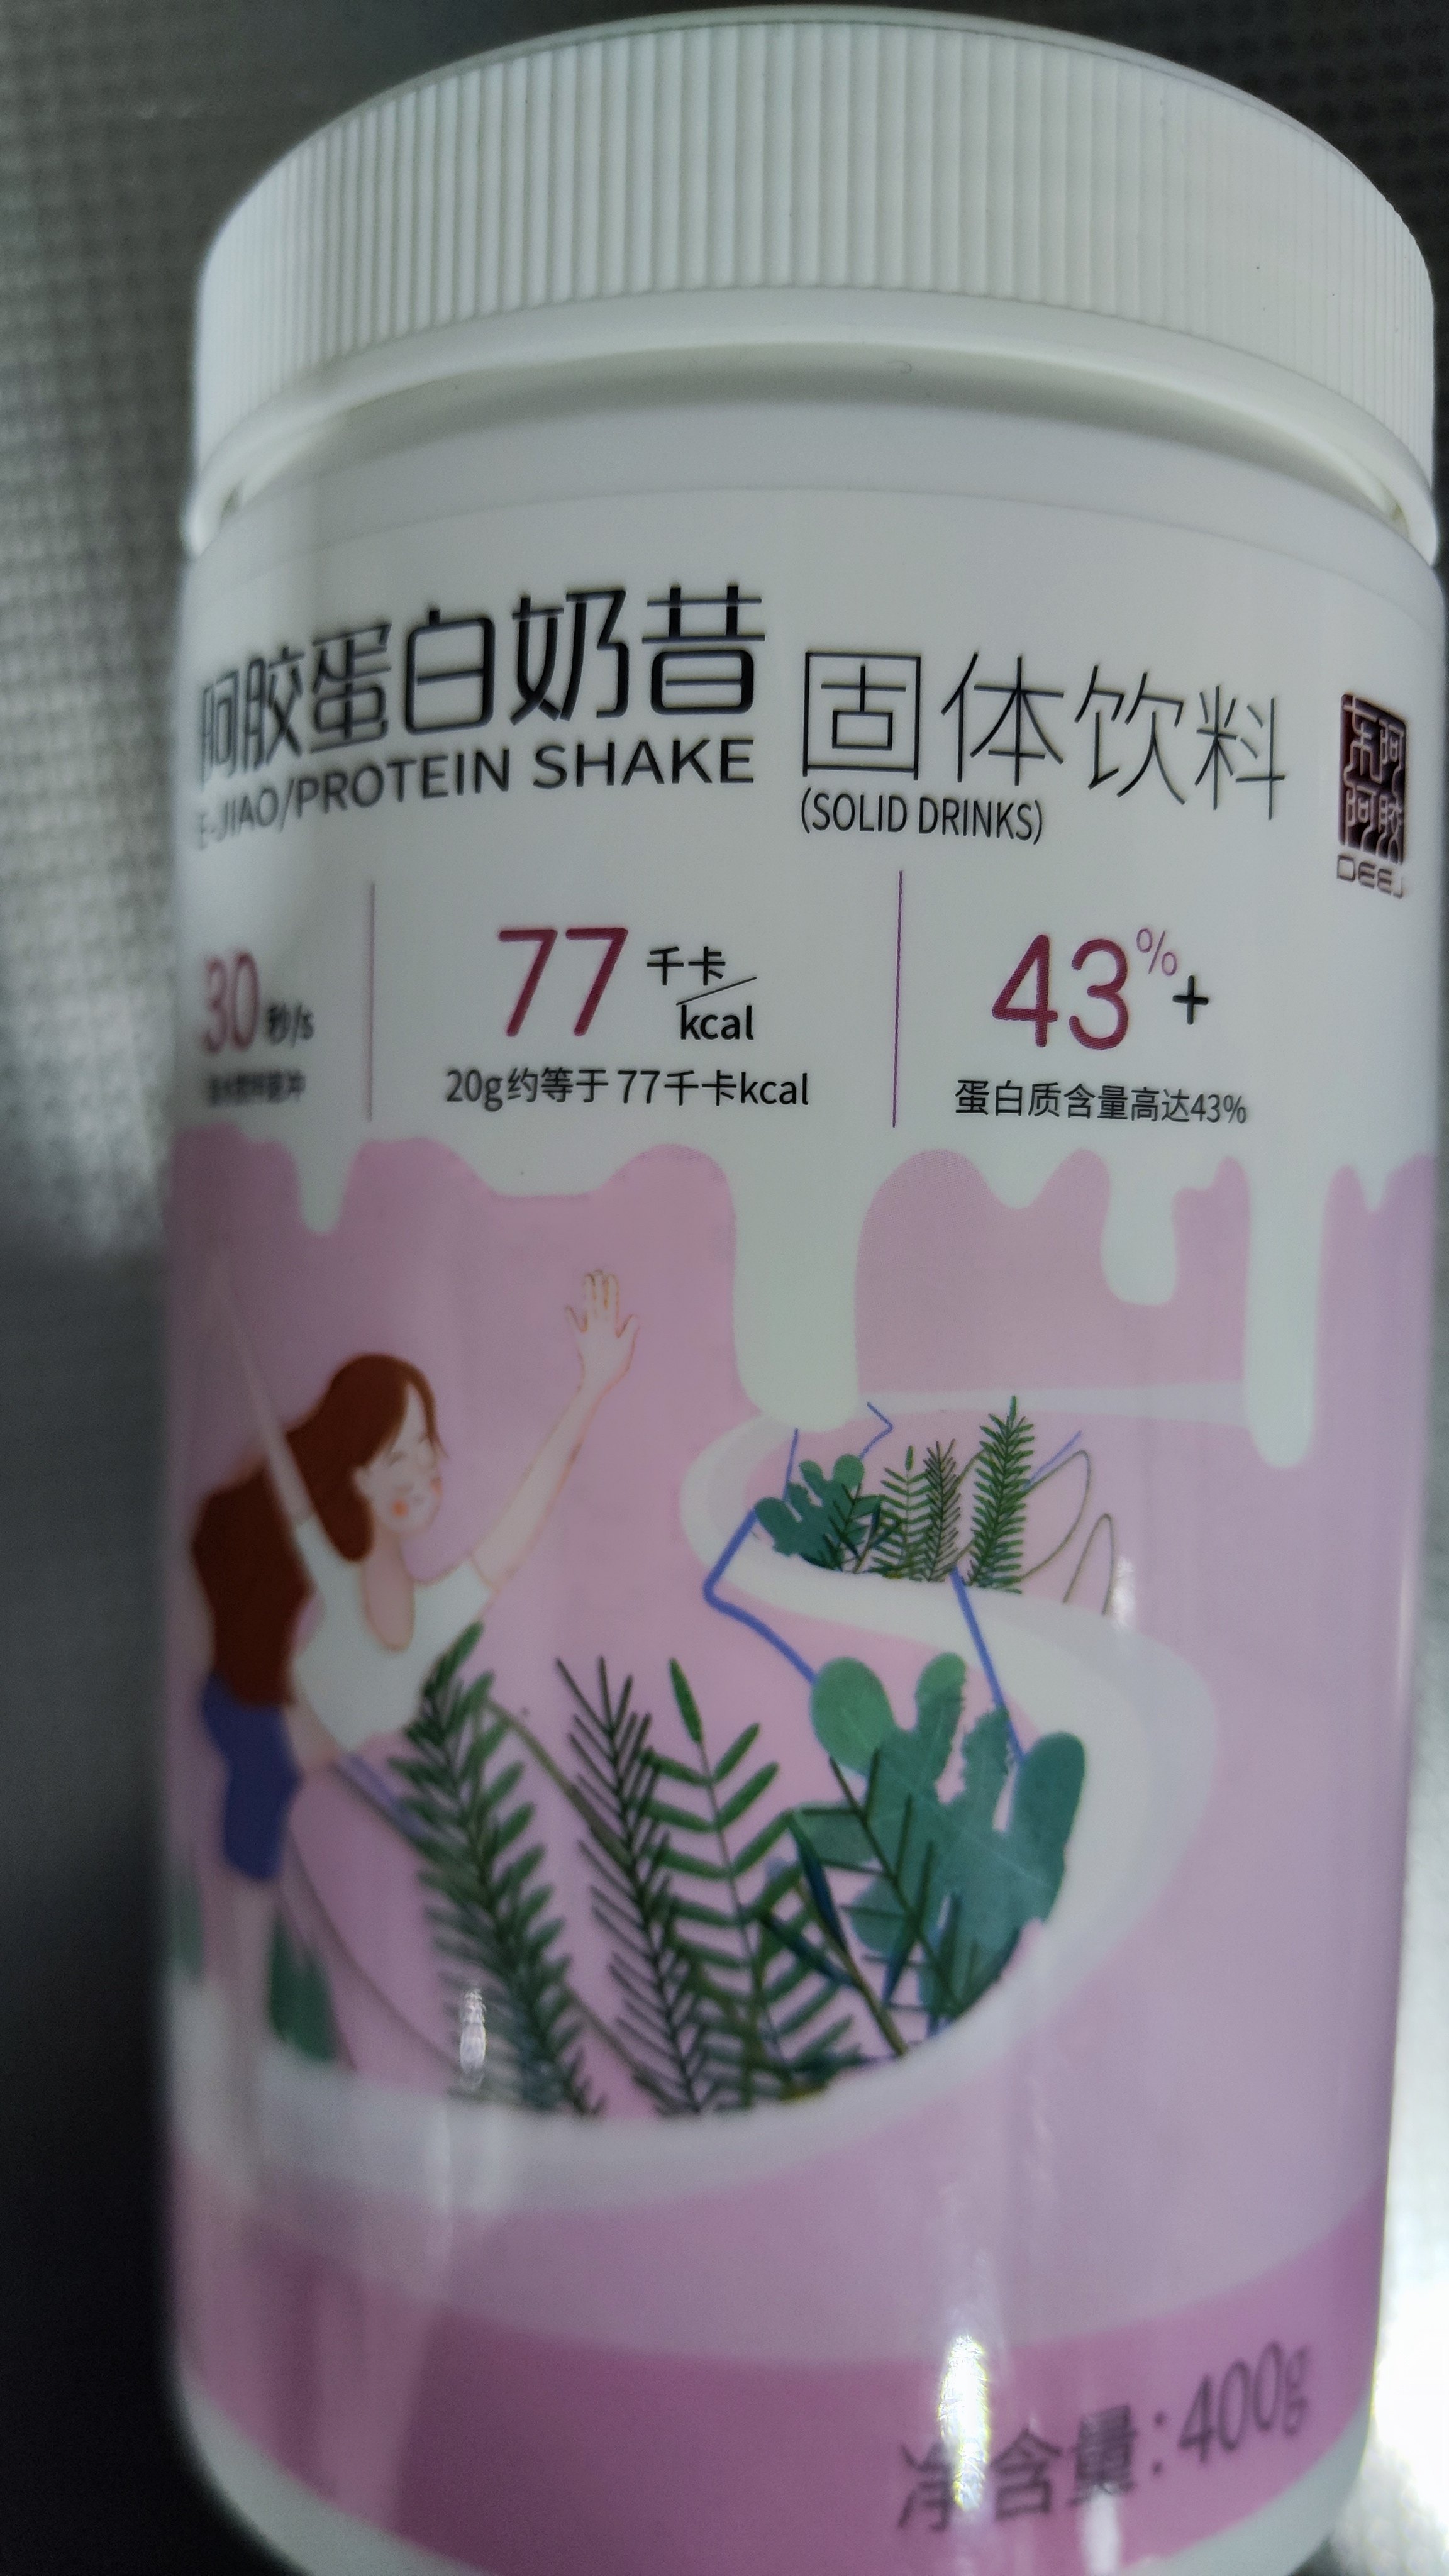 阿胶蛋白奶昔
E-JIAO/PROTEIN SHAKE
固体饮料
(SOLID DRINKS)
东阿
阿胶
DEEJ
30秒/s
77千卡/kcal
20g约等于77千卡kcal
43%+
蛋白质含量高达43%
净含量:400g